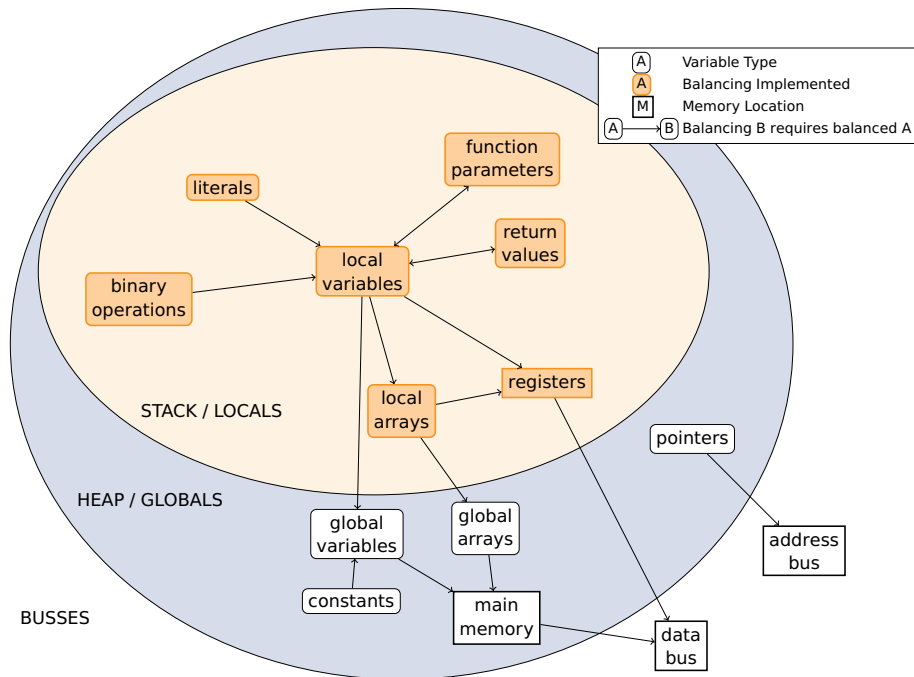 A Variable Type
A Balancing Implemented
M Memory Location
A B Balancing B requires balanced A
function
parameters
literals
return
values
local
variables
binary
operations
registers
local
arrays
STACK / LOCALS
pointers
HEAP / GLOBALS
global
variables
global
arrays
address
bus
constants
main
memory
BUSSES
data
bus